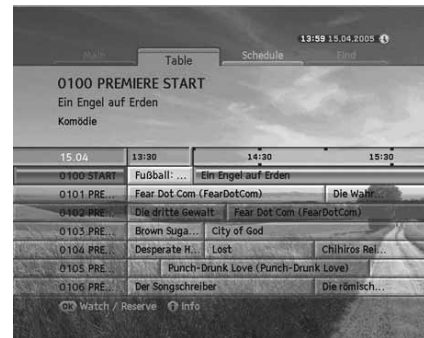 13:59 15.04.2005
Main Table Schedule Find
0100 PREMIERE START
Ein Engel auf Erden
Komödie
15.04 13:30 14:30 15:30
0100 START Fußball: ... Ein Engel auf Erden
0101 PRE... Fear Dot Com (FearDotCom) Die Wahr...
0102 PRE... Die dritte Gewalt Fear Dot Com (FearDotCom)
0103 PRE... Brown Suga... City of God
0104 PRE... Desperate H... Lost Chihiros Rei...
0105 PRE... Punch-Drunk Love (Punch-Drunk Love)
0106 PRE... Der Songschreiber Die römisch...
OK Watch / Reserve i Info